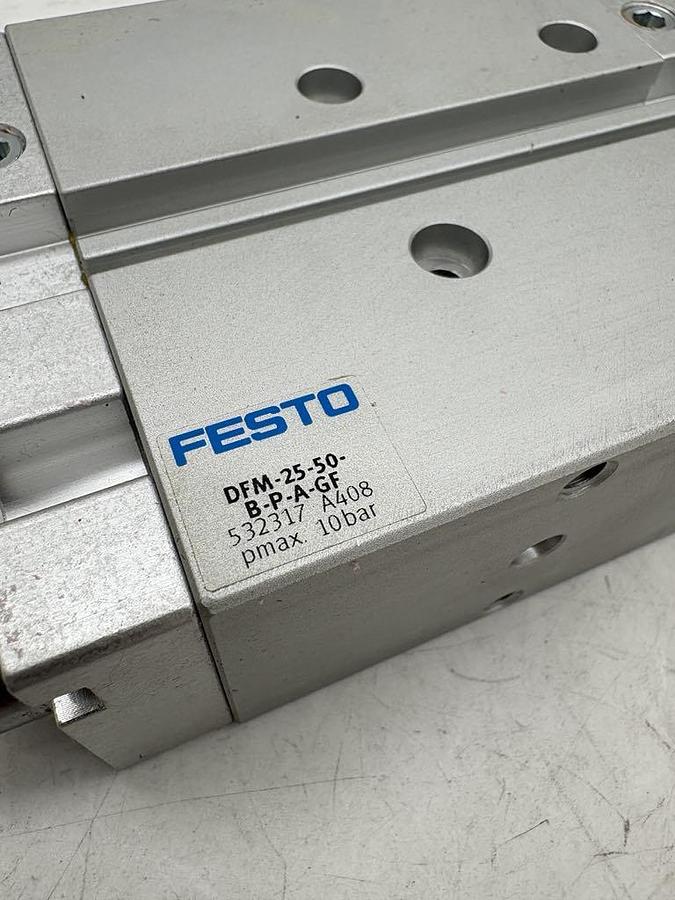 FESTO
DFM-25-50-
B-P-A-GF
532317 A408
pmax 10bar